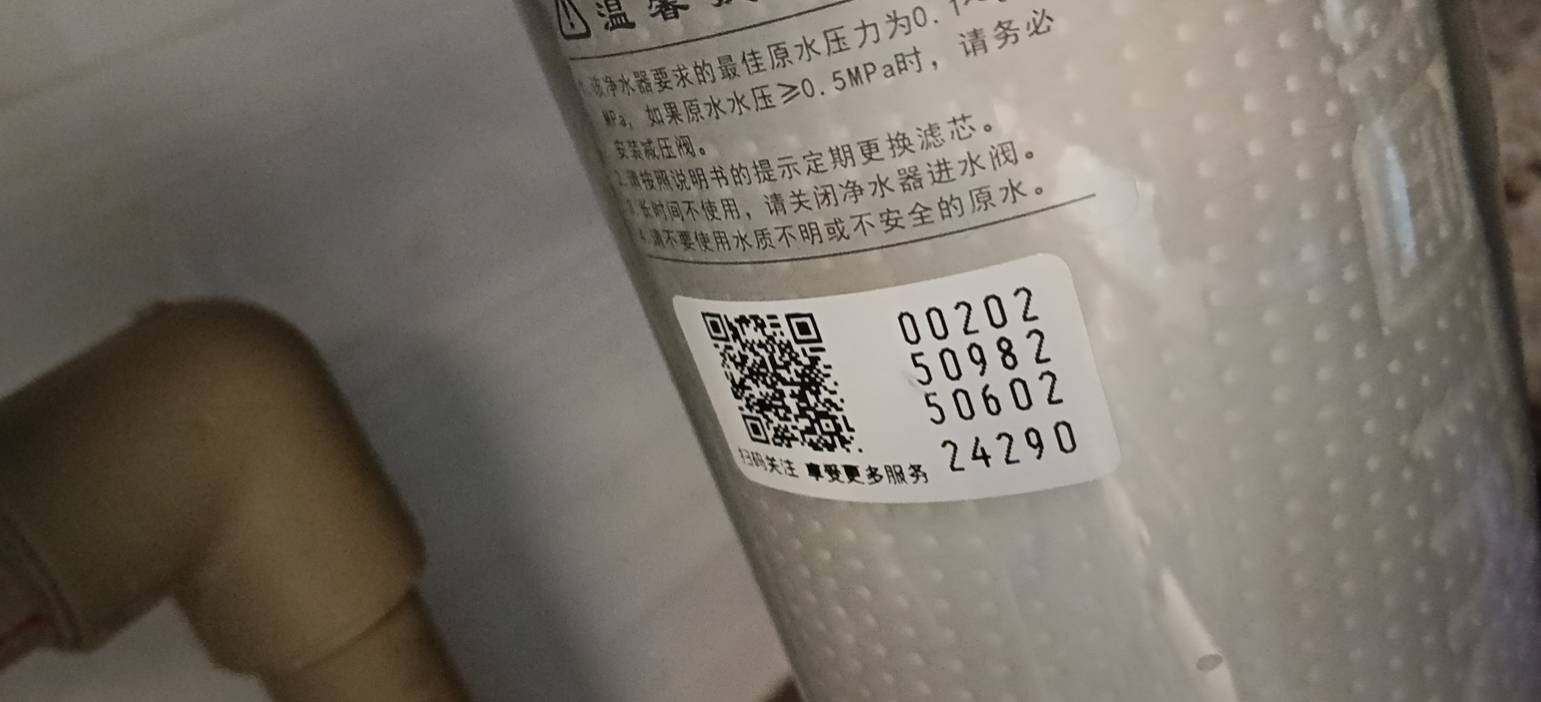 温馨
1.该净水器要求的最佳原水压力为0.1~
MPa，如果原水水压≥0.5MPa时，请务必
安装减压阀。
2.请按照说明书的提示定期更换滤芯。
3.长时间不使用，请关闭净水器进水阀。
4.请不要使用水质不明或不安全的原水。
00202
50982
50602
24290
扫码关注 享受更多服务